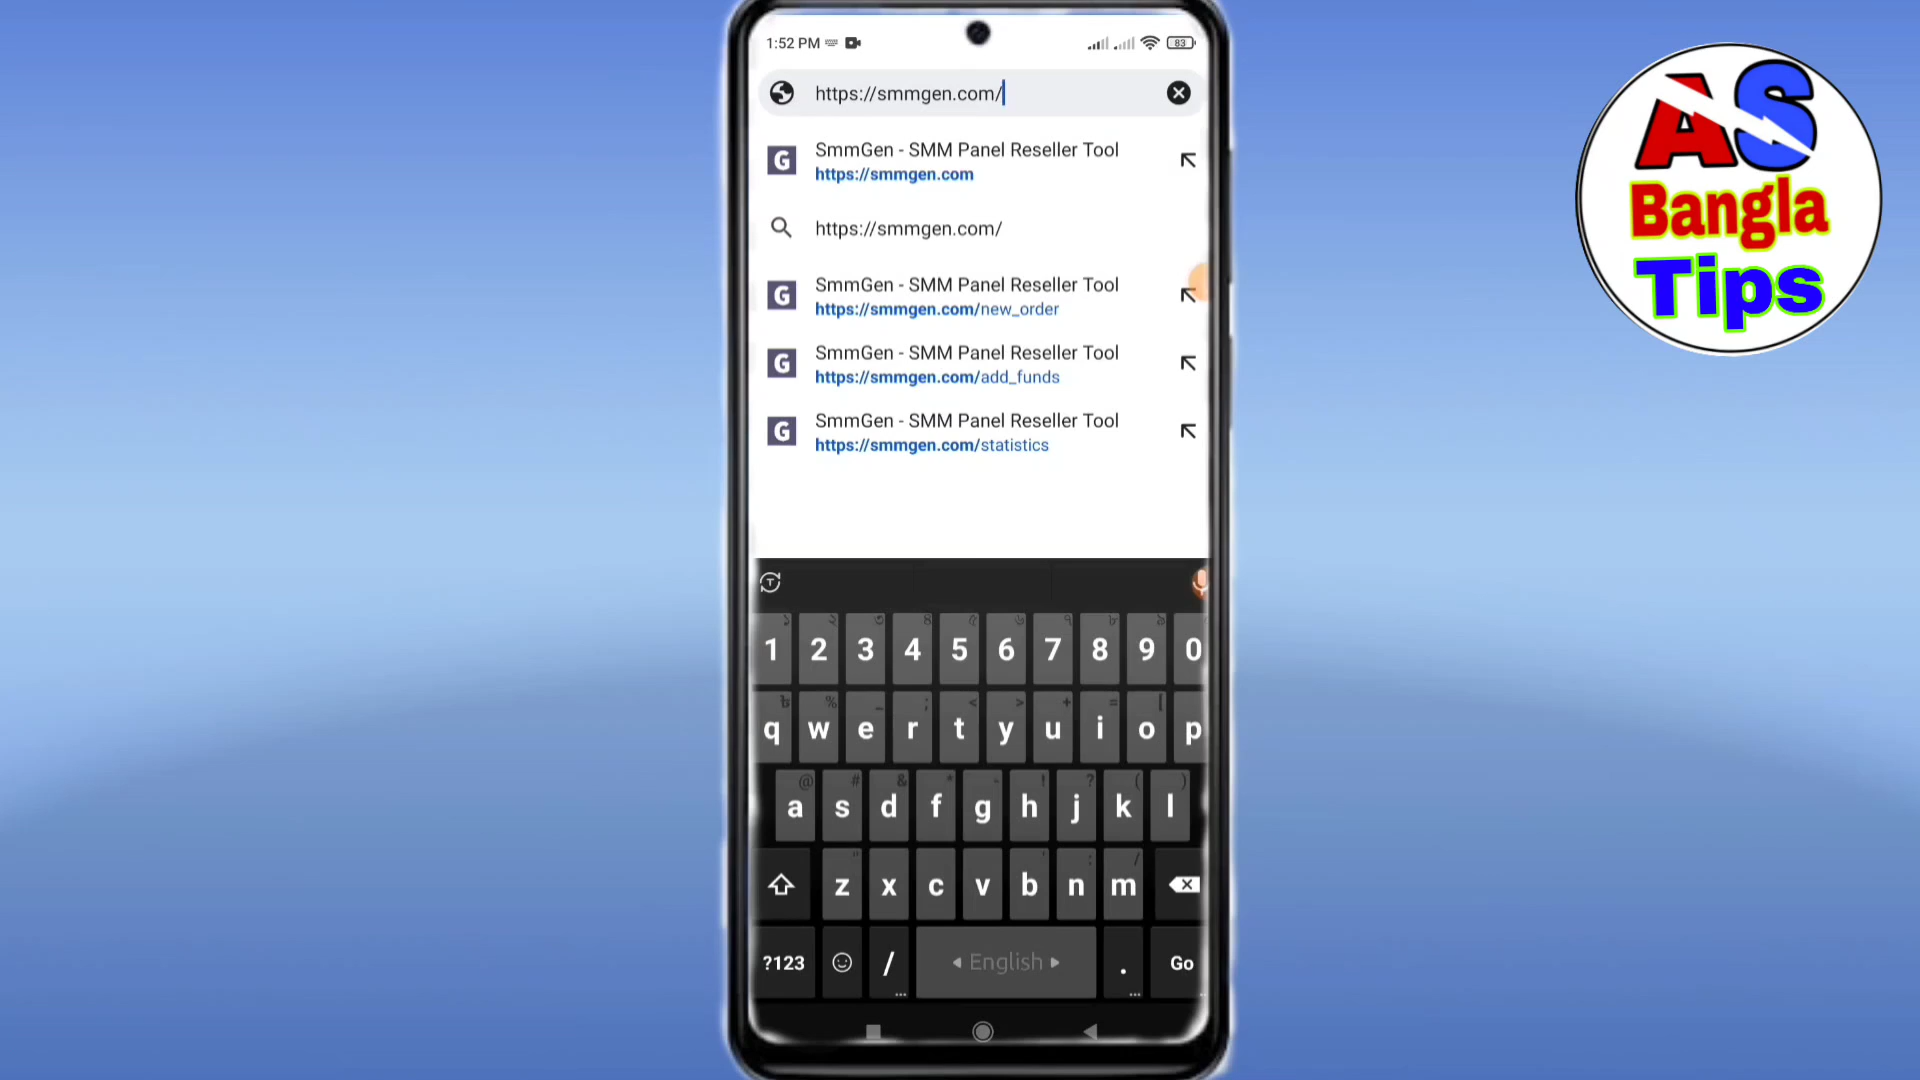 1:52 PM
83
https://smmgen.com/
SmmGen - SMM Panel Reseller Tool
https://smmgen.com
https://smmgen.com/
SmmGen - SMM Panel Reseller Tool
https://smmgen.com/new_order
SmmGen - SMM Panel Reseller Tool
https://smmgen.com/add_funds
SmmGen - SMM Panel Reseller Tool
https://smmgen.com/statistics
1 2 3 4 5 6 7 8 9 0
q w e r t y u i o p
a s d f g h j k l
z x c v b n m
?123 / English . Go
AS
Bangla
Tips